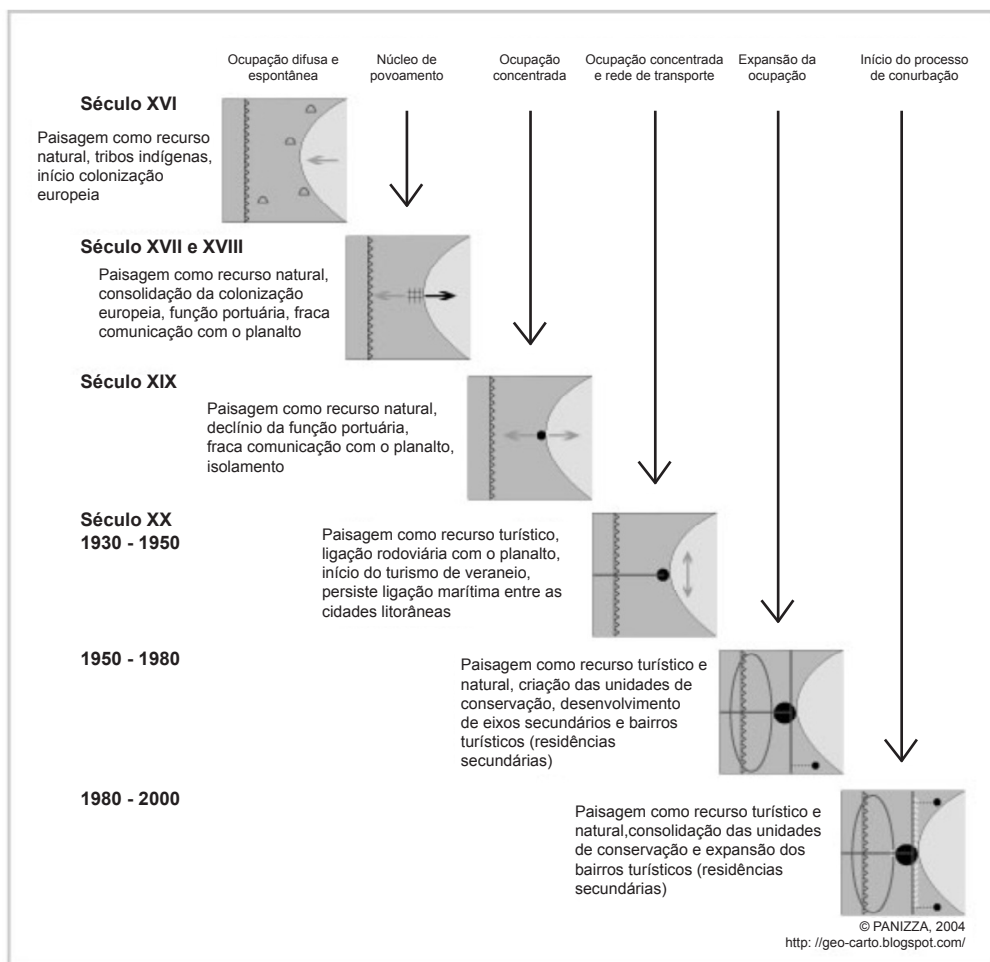 Ocupação difusa e
espontânea
Núcleo de
povoamento
Ocupação
concentrada
Ocupação concentrada
e rede de transporte
Expansão da
ocupação
Início do processo
de conurbação
Século XVI
Paisagem como recurso
natural, tribos indígenas,
início colonização
europeia
Século XVII e XVIII
Paisagem como recurso natural,
consolidação da colonização
europeia, função portuária, fraca
comunicação com o planalto
Século XIX
Paisagem como recurso natural,
declínio da função portuária,
fraca comunicação com o planalto,
isolamento
Século XX
1930 - 1950
Paisagem como recurso turístico,
ligação rodoviária com o planalto,
início do turismo de veraneio,
persiste ligação marítima entre as
cidades litorâneas
1950 - 1980
Paisagem como recurso turístico e
natural, criação das unidades de
conservação, desenvolvimento
de eixos secundários e bairros
turísticos (residências
secundárias)
1980 - 2000
Paisagem como recurso turístico e
natural,consolidação das unidades
de conservação e expansão dos
bairros turísticos (residências
secundárias)
© PANIZZA, 2004
http: //geo-carto.blogspot.com/